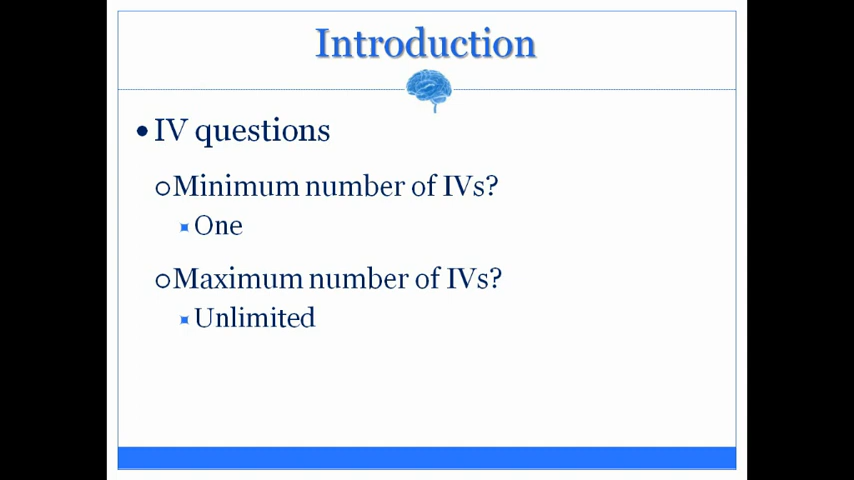 Introduction
IV questions
Minimum number of IVs?
One
Maximum number of IVs?
Unlimited